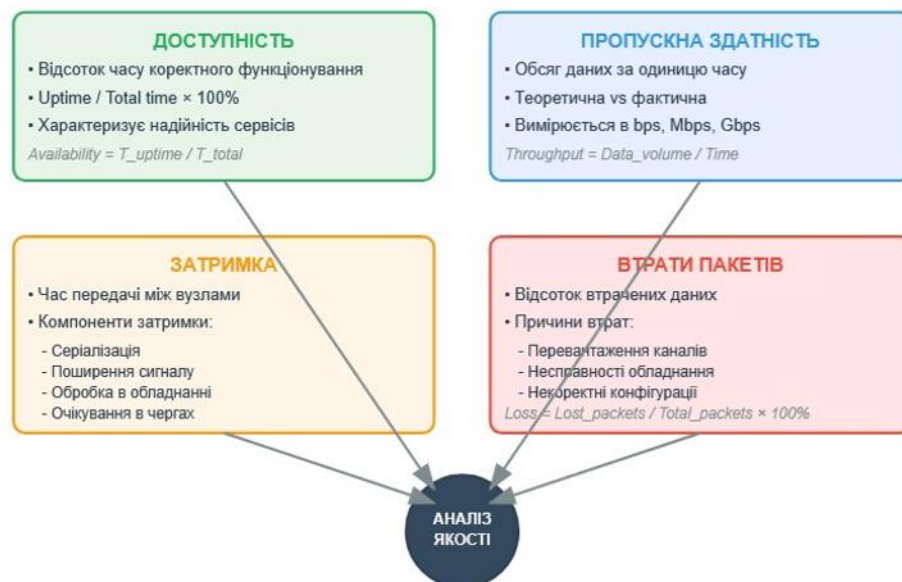 ДОСТУПНІСТЬ
• Відсоток часу коректного функціонування
• Uptime / Total time × 100%
• Характеризує надійність сервісів
Availability = T_uptime / T_total
ПРОПУСКНА ЗДАТНІСТЬ
• Обсяг даних за одиницю часу
• Теоретична vs фактична
• Вимірюється в bps, Mbps, Gbps
Throughput = Data_volume / Time
ЗАТРИМКА
• Час передачі між вузлами
• Компоненти затримки:
- Серіалізація
- Поширення сигналу
- Обробка в обладнанні
- Очікування в чергах
ВТРАТИ ПАКЕТІВ
• Відсоток втрачених даних
• Причини втрат:
- Перевантаження каналів
- Несправності обладнання
- Некоректні конфігурації
Loss = Lost_packets / Total_packets × 100%
АНАЛІЗ
ЯКОСТІ